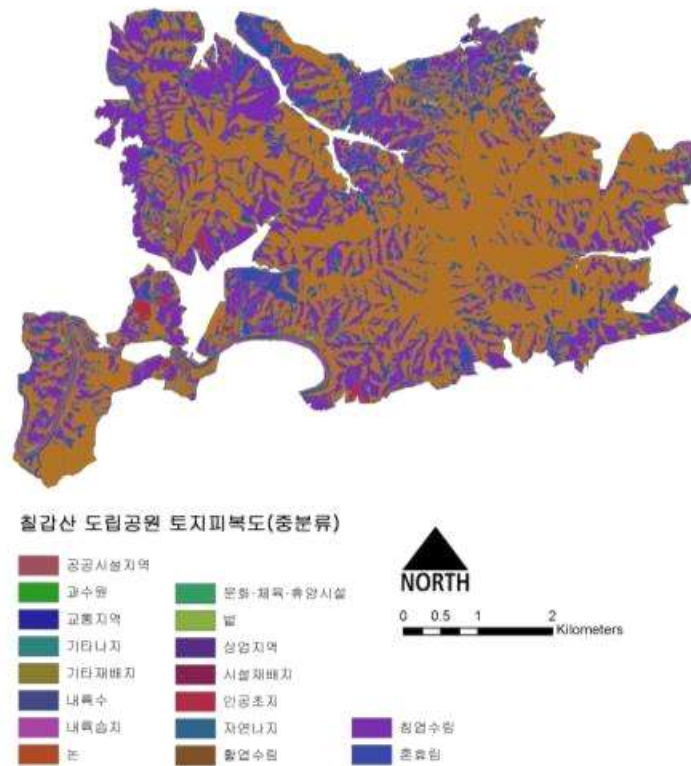 칠갑산 도립공원 토지피복도(중분류)
공공시설지역
과수원
교통지역
기타나지
기타재배지
내륙수
내륙습지
논
문화·체육·휴양시설
밭
상업지역
시설재배지
인공초지
자연나지
활엽수림
침엽수림
혼효림
NORTH
0 0.5 1 2
Kilometers